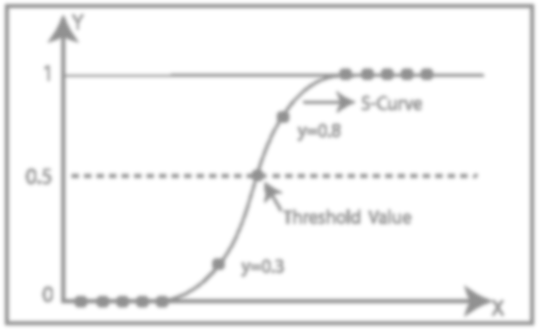 Y
1
S-Curve
y=0.8
0.5
Threshold Value
y=0.3
0
X